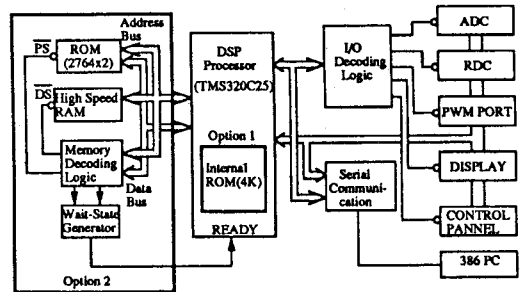 Address
Bus
PS
ROM
(2764x2)
DS
High Speed
RAM
Memory
Decoding
Logic
Data
Bus
Wait-State
Generator
Option 2
DSP
Processor
(TMS320C25)
Option 1
Internal
ROM(4K)
READY
I/O
Decoding
Logic
Serial
Communi-
cation
ADC
RDC
PWM PORT
DISPLAY
CONTROL
PANNEL
386 PC